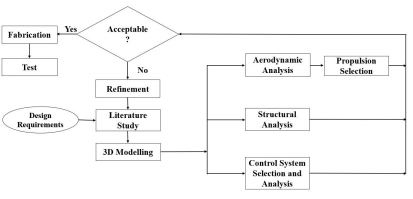 Fabrication
Yes
Acceptable
?
Test
No
Refinement
Design
Requirements
Literature
Study
3D Modelling
Aerodynamic
Analysis
Propulsion
Selection
Structural
Analysis
Control System
Selection and
Analysis